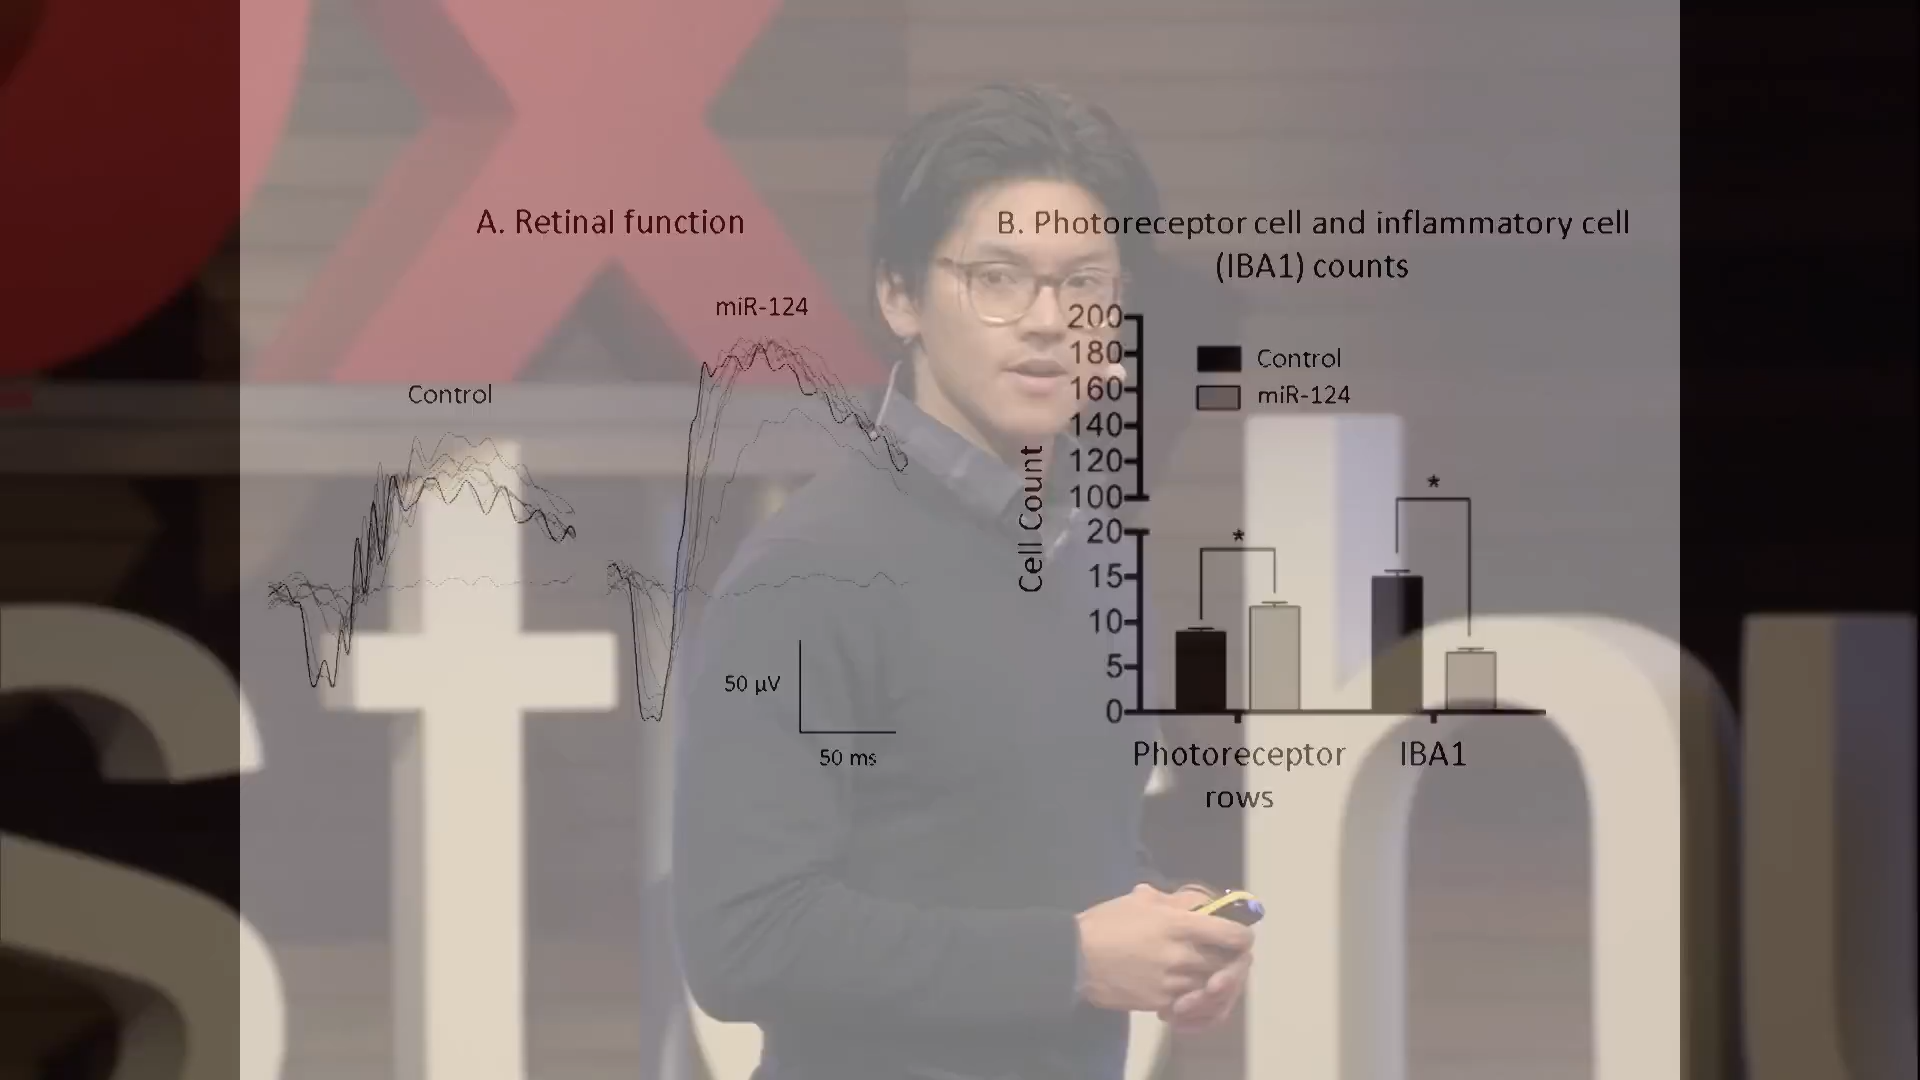 A. Retinal function
miR-124
Control
50 µV
50 ms
B. Photoreceptor cell and inflammatory cell
(IBA1) counts
Cell Count
200
180
160
140
120
100
20
15
10
5
0
Control
miR-124
*
*
Photoreceptor
rows
IBA1
x
st